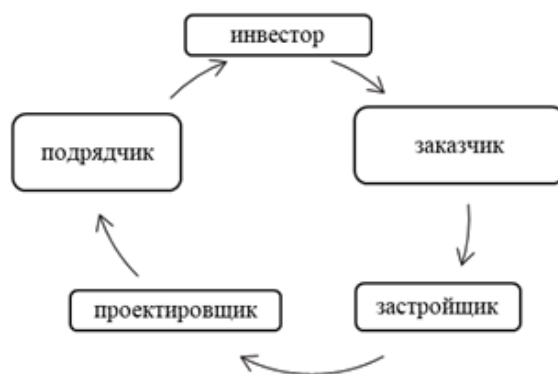 инвестор
заказчик
застройщик
проектировщик
подрядчик